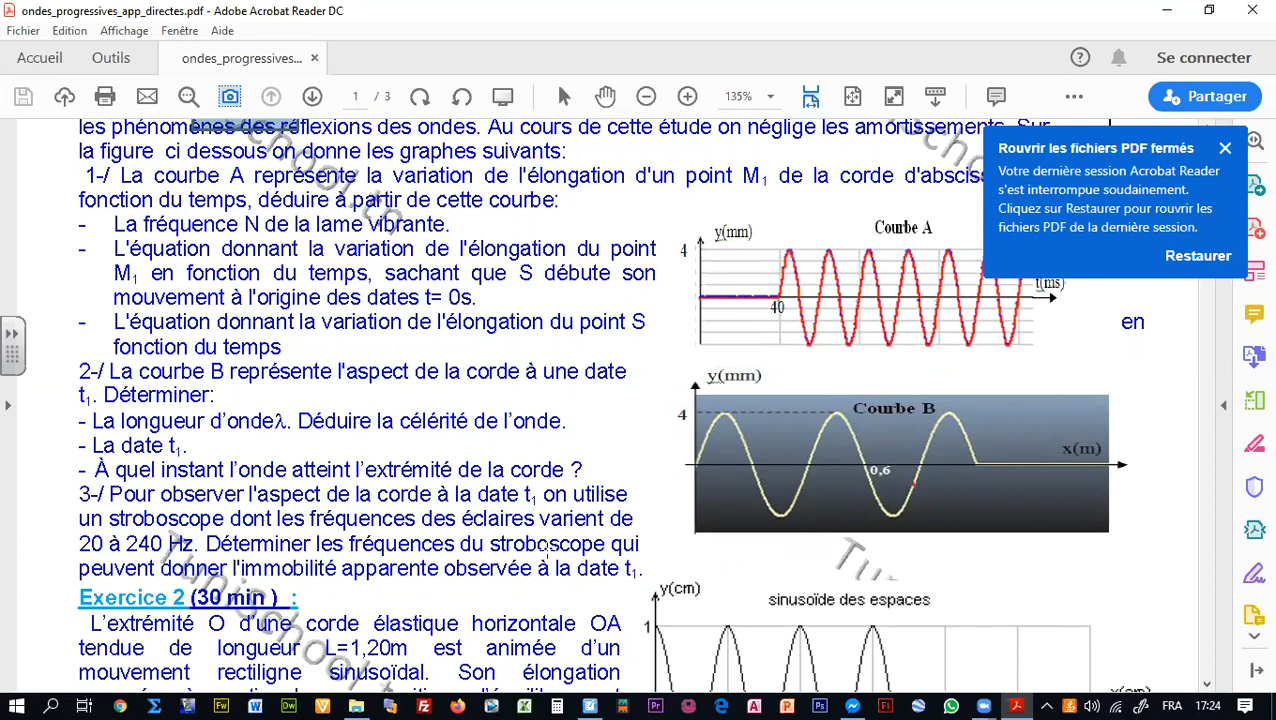 ondes_progressives_app_directes.pdf - Adobe Acrobat Reader DC
Fichier Edition Affichage Fenêtre Aide
Accueil Outils ondes_progressives... × Se connecter
1 / 3 135% Partager
les phénomènes des réflexions des ondes. Au cours de cette étude on néglige les amortissements. Sur
la figure ci dessous on donne les graphes suivants:
1-/ La courbe A représente la variation de l'élongation d'un point M1 de la corde d'absciss
fonction du temps, déduire à partir de cette courbe:
- La fréquence N de la lame vibrante.
- L'équation donnant la variation de l'élongation du point
M1 en fonction du temps, sachant que S débute son
mouvement à l'origine des dates t= 0s.
- L'équation donnant la variation de l'élongation du point S en
fonction du temps
2-/ La courbe B représente l'aspect de la corde à une date
t1. Déterminer:
- La longueur d'onde λ. Déduire la célérité de l'onde.
- La date t1.
- À quel instant l'onde atteint l'extrémité de la corde ?
3-/ Pour observer l'aspect de la corde à la date t1 on utilise
un stroboscope dont les fréquences des éclaires varient de
20 à 240 Hz. Déterminer les fréquences du stroboscope qui
peuvent donner l'immobilité apparente observée à la date t1.
Exercice 2 (30 min ) :
L'extrémité O d'une corde élastique horizontale OA
tendue de longueur L=1,20m est animée d'un
mouvement rectiligne sinusoïdal. Son élongation
Rouvrir les fichiers PDF fermés
Votre dernière session Acrobat Reader
s'est interrompue soudainement.
Cliquez sur Restaurer pour rouvrir les
fichiers PDF de la dernière session.
Restaurer
y(mm) Courbe A
4
40
t(ms)
y(mm)
4 Courbe B
x(m)
0,6
y(cm) sinusoïde des espaces
1
x(cm)
TuniSchool.tn
FRA 17:24